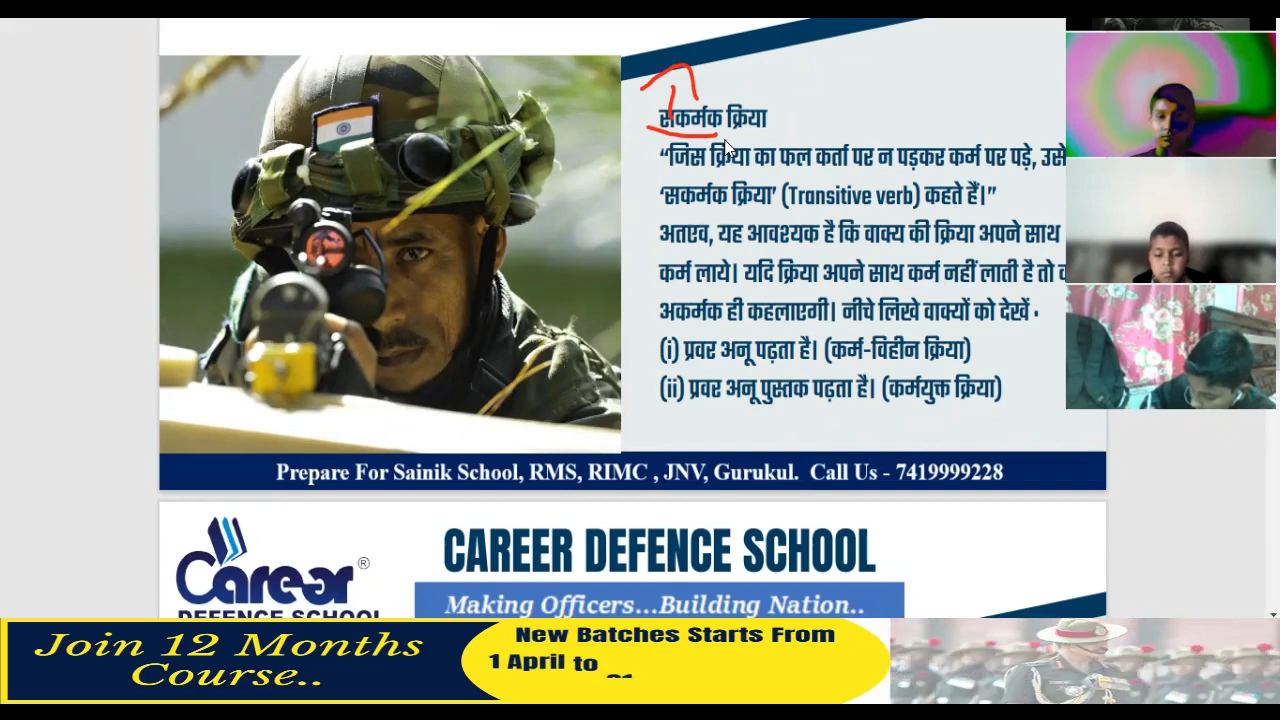 सकर्मक क्रिया
“जिस क्रिया का फल कर्ता पर न पड़कर कर्म पर पड़े, उसे
‘सकर्मक क्रिया’ (Transitive verb) कहते हैं।”
अतएव, यह आवश्यक है कि वाक्य की क्रिया अपने साथ
कर्म लाये। यदि क्रिया अपने साथ कर्म नहीं लाती है तो
अकर्मक ही कहलाएगी। नीचे लिखे वाक्यों को देखें ·
(i) प्रवर अनू पढ़ता है। (कर्म-विहीन क्रिया)
(ii) प्रवर अनू पुस्तक पढ़ता है। (कर्मयुक्त क्रिया)
Prepare For Sainik School, RMS, RIMC , JNV, Gurukul. Call Us - 7419999228
Career ®
DEFENCE SCHOOL
CAREER DEFENCE SCHOOL
Making Officers...Building Nation..
Join 12 Months
Course..
New Batches Starts From
1 April to